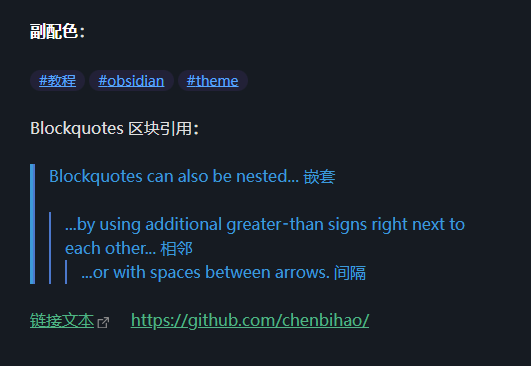 副配色：
#教程 #obsidian #theme
Blockquotes 区块引用：
Blockquotes can also be nested... 嵌套
...by using additional greater-than signs right next to
each other... 相邻
...or with spaces between arrows. 间隔
链接文本 https://github.com/chenbihao/